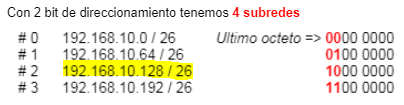 Con 2 bit de direccionamiento tenemos 4 subredes
# 0 192.168.10.0 / 26 Ultimo octeto => 0000 0000
# 1 192.168.10.64 / 26 0100 0000
# 2 192.168.10.128 / 26 1000 0000
# 3 192.168.10.192 / 26 1100 0000